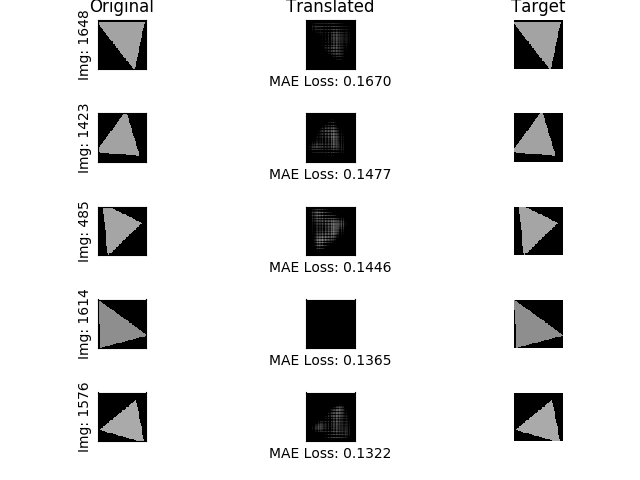 Original Translated Target
Img: 1648
MAE Loss: 0.1670
Img: 1423
MAE Loss: 0.1477
Img: 485
MAE Loss: 0.1446
Img: 1614
MAE Loss: 0.1365
Img: 1576
MAE Loss: 0.1322